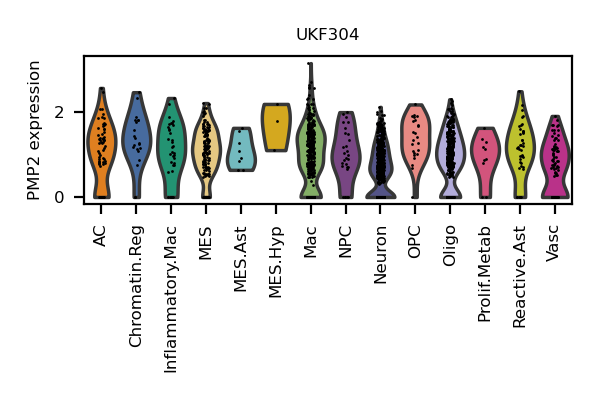 UKF304
PMP2 expression
2
0
AC
Chromatin.Reg
Inflammatory.Mac
MES
MES.Ast
MES.Hyp
Mac
NPC
Neuron
OPC
Oligo
Prolif.Metab
Reactive.Ast
Vasc